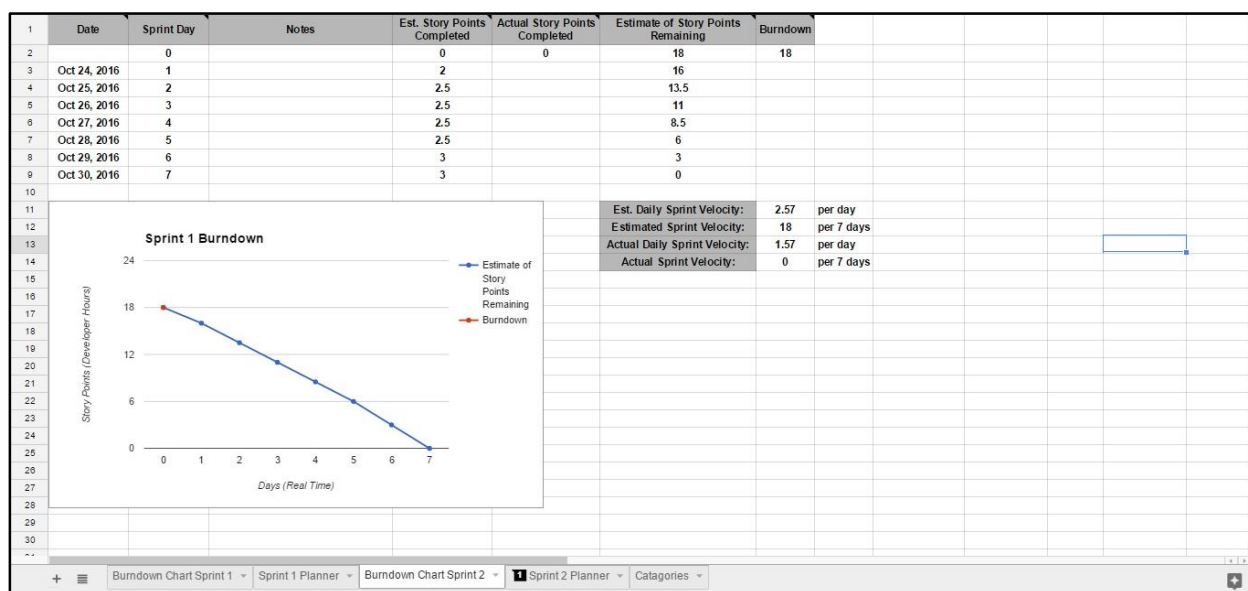 1 Date Sprint Day Notes Est. Story Points Completed Actual Story Points Completed Estimate of Story Points Remaining Burndown
2 0 0 0 18 18
3 Oct 24, 2016 1 2 16
4 Oct 25, 2016 2 2.5 13.5
5 Oct 26, 2016 3 2.5 11
6 Oct 27, 2016 4 2.5 8.5
7 Oct 28, 2016 5 2.5 6
8 Oct 29, 2016 6 3 3
9 Oct 30, 2016 7 3 0
10
11 Est. Daily Sprint Velocity: 2.57 per day
12 Estimated Sprint Velocity: 18 per 7 days
13 Actual Daily Sprint Velocity: 1.57 per day
14 Actual Sprint Velocity: 0 per 7 days
15
16
17
18
19
20
21
22
23
24
25
26
27
28
29
30
Sprint 1 Burndown
24
18
12
6
0
Story Points (Developer Hours)
0 1 2 3 4 5 6 7
Days (Real Time)
Estimate of
Story
Points
Remaining
Burndown
+ Burndown Chart Sprint 1 Sprint 1 Planner Burndown Chart Sprint 2 1 Sprint 2 Planner Catagories